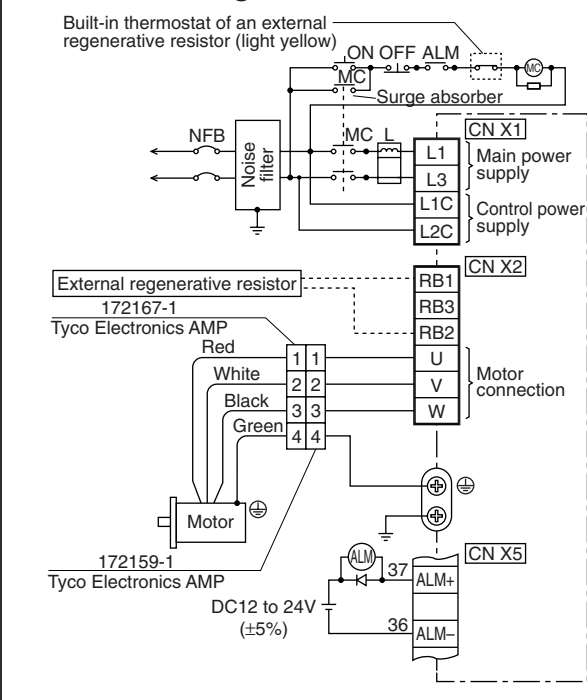 Built-in thermostat of an external
regenerative resistor (light yellow)
ON OFF ALM
MC
MC
Surge absorber
CN X1
NFB
Noise
filter
MC L
L1
L3
L1C
L2C
Main power
supply
Control power
supply
CN X2
External regenerative resistor
RB1
RB3
RB2
U
V
W
172167-1
Tyco Electronics AMP
Red
White
Black
Green
1 1
2 2
3 3
4 4
Motor
connection
Motor
172159-1
Tyco Electronics AMP
CN X5
ALM
37
ALM+
DC12 to 24V
(±5%)
36
ALM–